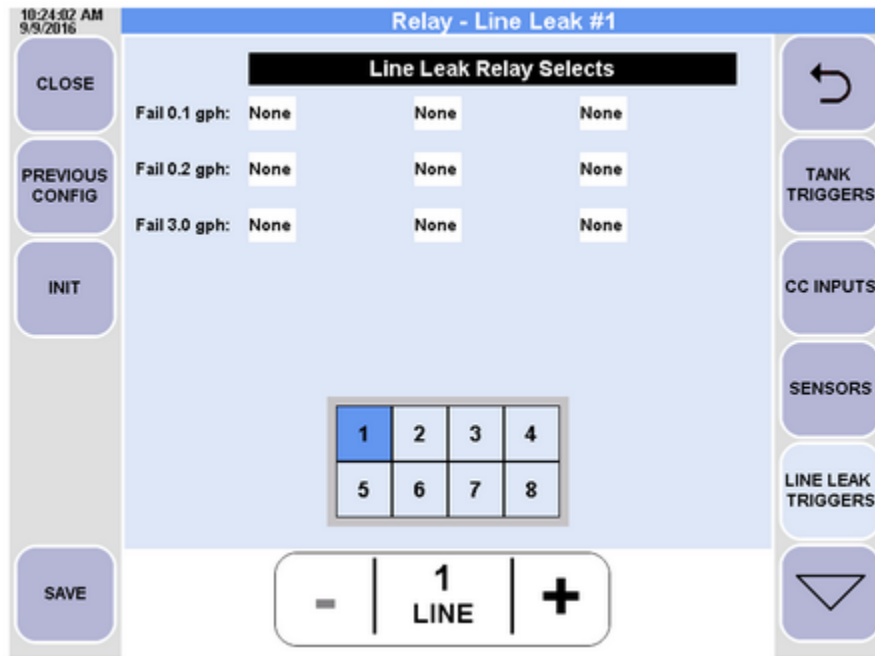 10:24:02 AM
9/9/2016
Relay - Line Leak #1
CLOSE
PREVIOUS
CONFIG
INIT
SAVE
Line Leak Relay Selects
Fail 0.1 gph: None None None
Fail 0.2 gph: None None None
Fail 3.0 gph: None None None
1 2 3 4
5 6 7 8
- 1 +
LINE
TANK
TRIGGERS
CC INPUTS
SENSORS
LINE LEAK
TRIGGERS